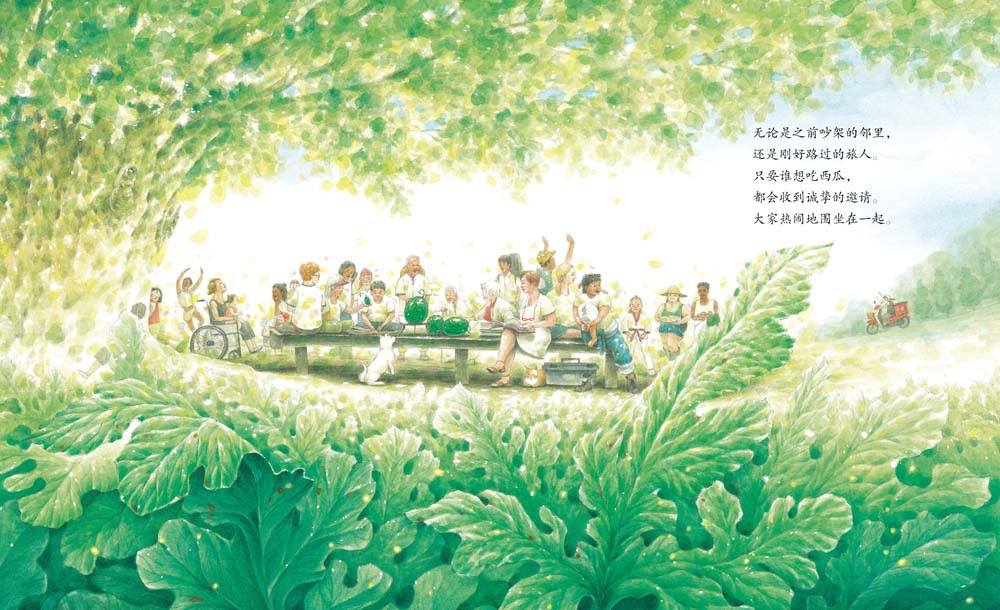 无论是之前吵架的邻里，
还是刚好路过的旅人。
只要谁想吃西瓜，
都会收到诚挚的邀请。
大家热闹地围坐在一起。